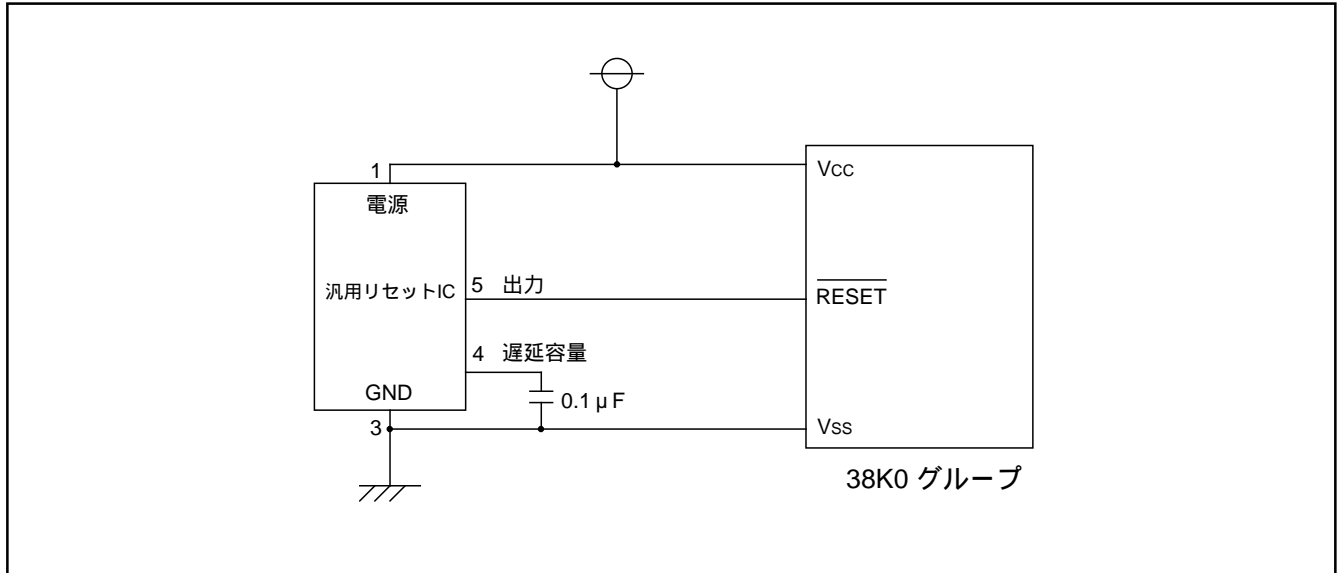 1
電源
VCC
汎用リセットIC
5 出力
RESET
4 遅延容量
GND
0.1 μ F
3
VSS
38K0 グループ